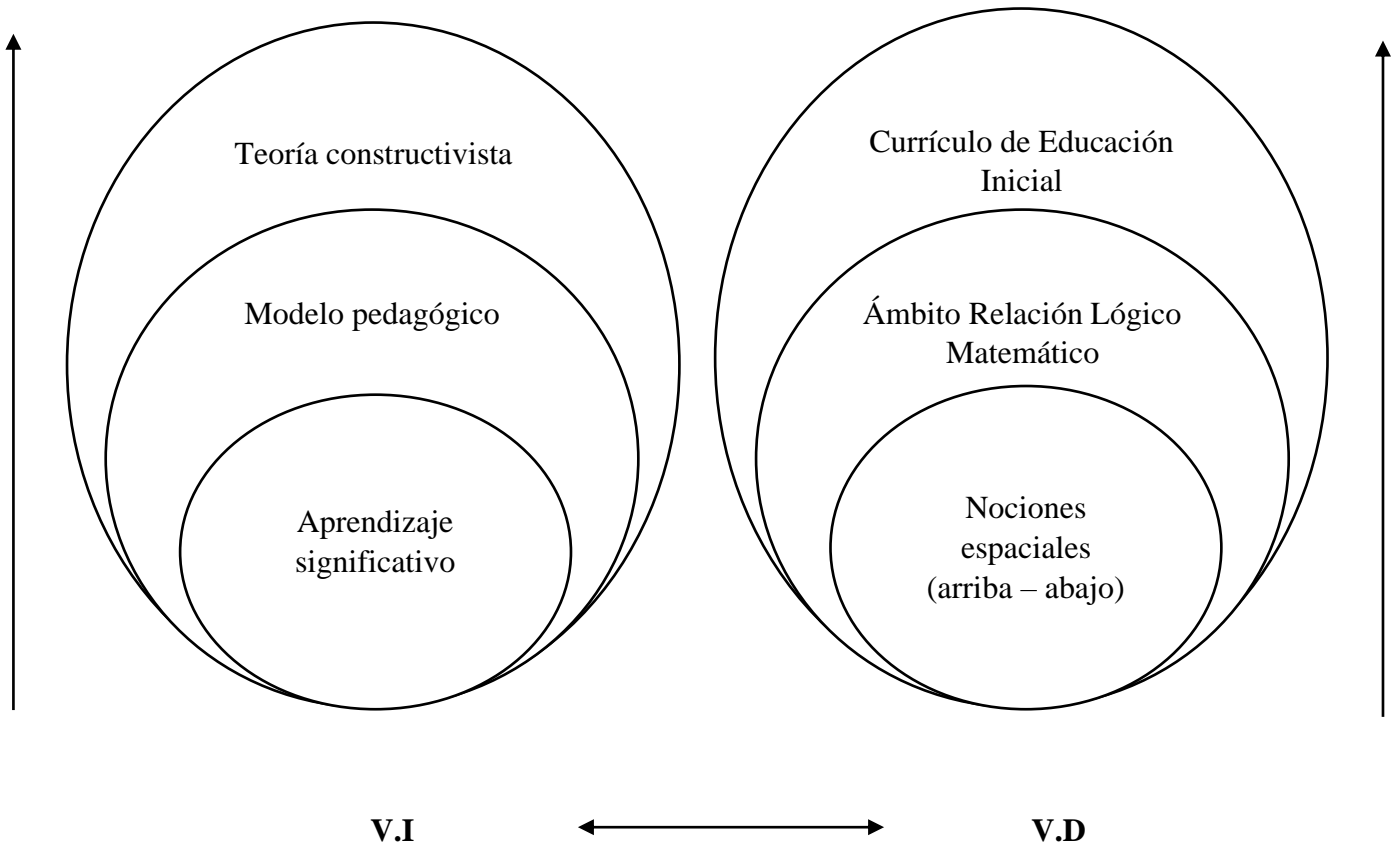 Teoría constructivista
Modelo pedagógico
Aprendizaje
significativo
Currículo de Educación
Inicial
Ámbito Relación Lógico
Matemático
Nociones
espaciales
(arriba – abajo)
V.I
V.D